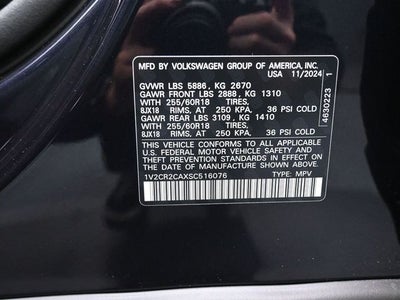 MFD BY VOLKSWAGEN GROUP OF AMERICA, INC.
USA 11/2024
GVWR LBS 5886, KG 2670
GAWR FRONT LBS 2888, KG 1310
WITH 255/60R18 TIRES,
8JX18 RIMS, AT 250 KPA, 36 PSI COLD
GAWR REAR LBS 3109, KG 1410
WITH 255/60R18 TIRES,
8JX18 RIMS, AT 250 KPA, 36 PSI COLD
THIS VEHICLE CONFORMS TO ALL APPLICABLE
U.S. FEDERAL MOTOR VEHICLE SAFETY
AND THEFT PREVENTION STANDARDS IN EFFECT ON
THE DATE OF MANUFACTURE SHOWN ABOVE.
1V2CR2CAXSC516076 TYPE: MPV
4630223 1